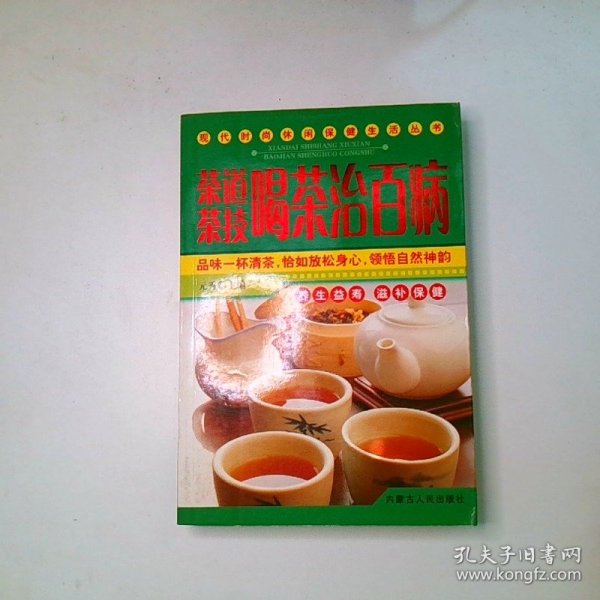 现代时尚休闲保健生活丛书
XIANDAI SHISHANG XIUXIAN
BAOJIAN SHENGHUO CONGSHU
茶道
茶技
喝茶治百病
品味一杯清茶，恰如放松身心，领悟自然神韵
养生益寿 滋补保健
内蒙古人民出版社
孔夫子旧书网
www.kongfz.com